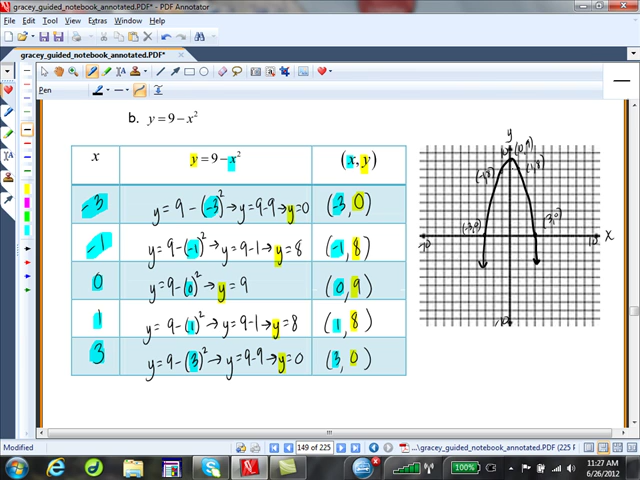 gracey_guided_notebook_annotated.PDF* - PDF Annotator
File Edit View Insert Tool Extras Window Help
149%
gracey_guided_notebook_annotated.PDF*
Pen
b. y = 9 − x²
x y = 9 − x² (x, y)
-3 y = 9 - (-3)² → y = 9-9 → y = 0 (-3, 0)
-1 y = 9 - (-1)² → y = 9-1 → y = 8 (-1, 8)
0 y = 9 - (0)² → y = 9 (0, 9)
1 y = 9 - (1)² → y = 9-1 → y = 8 (1, 8)
3 y = 9 - (3)² → y = 9-9 → y = 0 (3, 0)
y
10 (0,9)
(-1,8) (1,8)
(-3,0) (3,0)
-10 10 x
-10
Modified 149 of 225 gracey_guided_notebook_annotated.PDF (225 P
100% 11:27 AM
6/26/2012